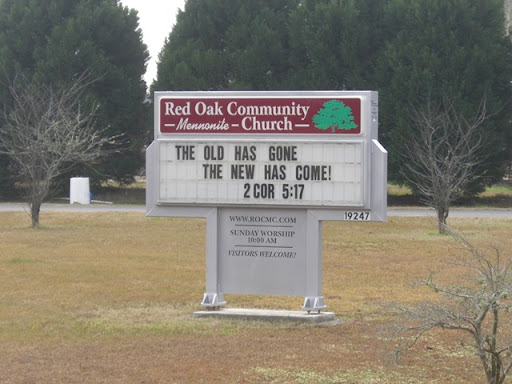 Red Oak Community
Mennonite Church
THE OLD HAS GONE
THE NEW HAS COME!
2 COR 5:17
19247
WWW.ROCMC.COM
SUNDAY WORSHIP
10:00 AM
VISITORS WELCOME!